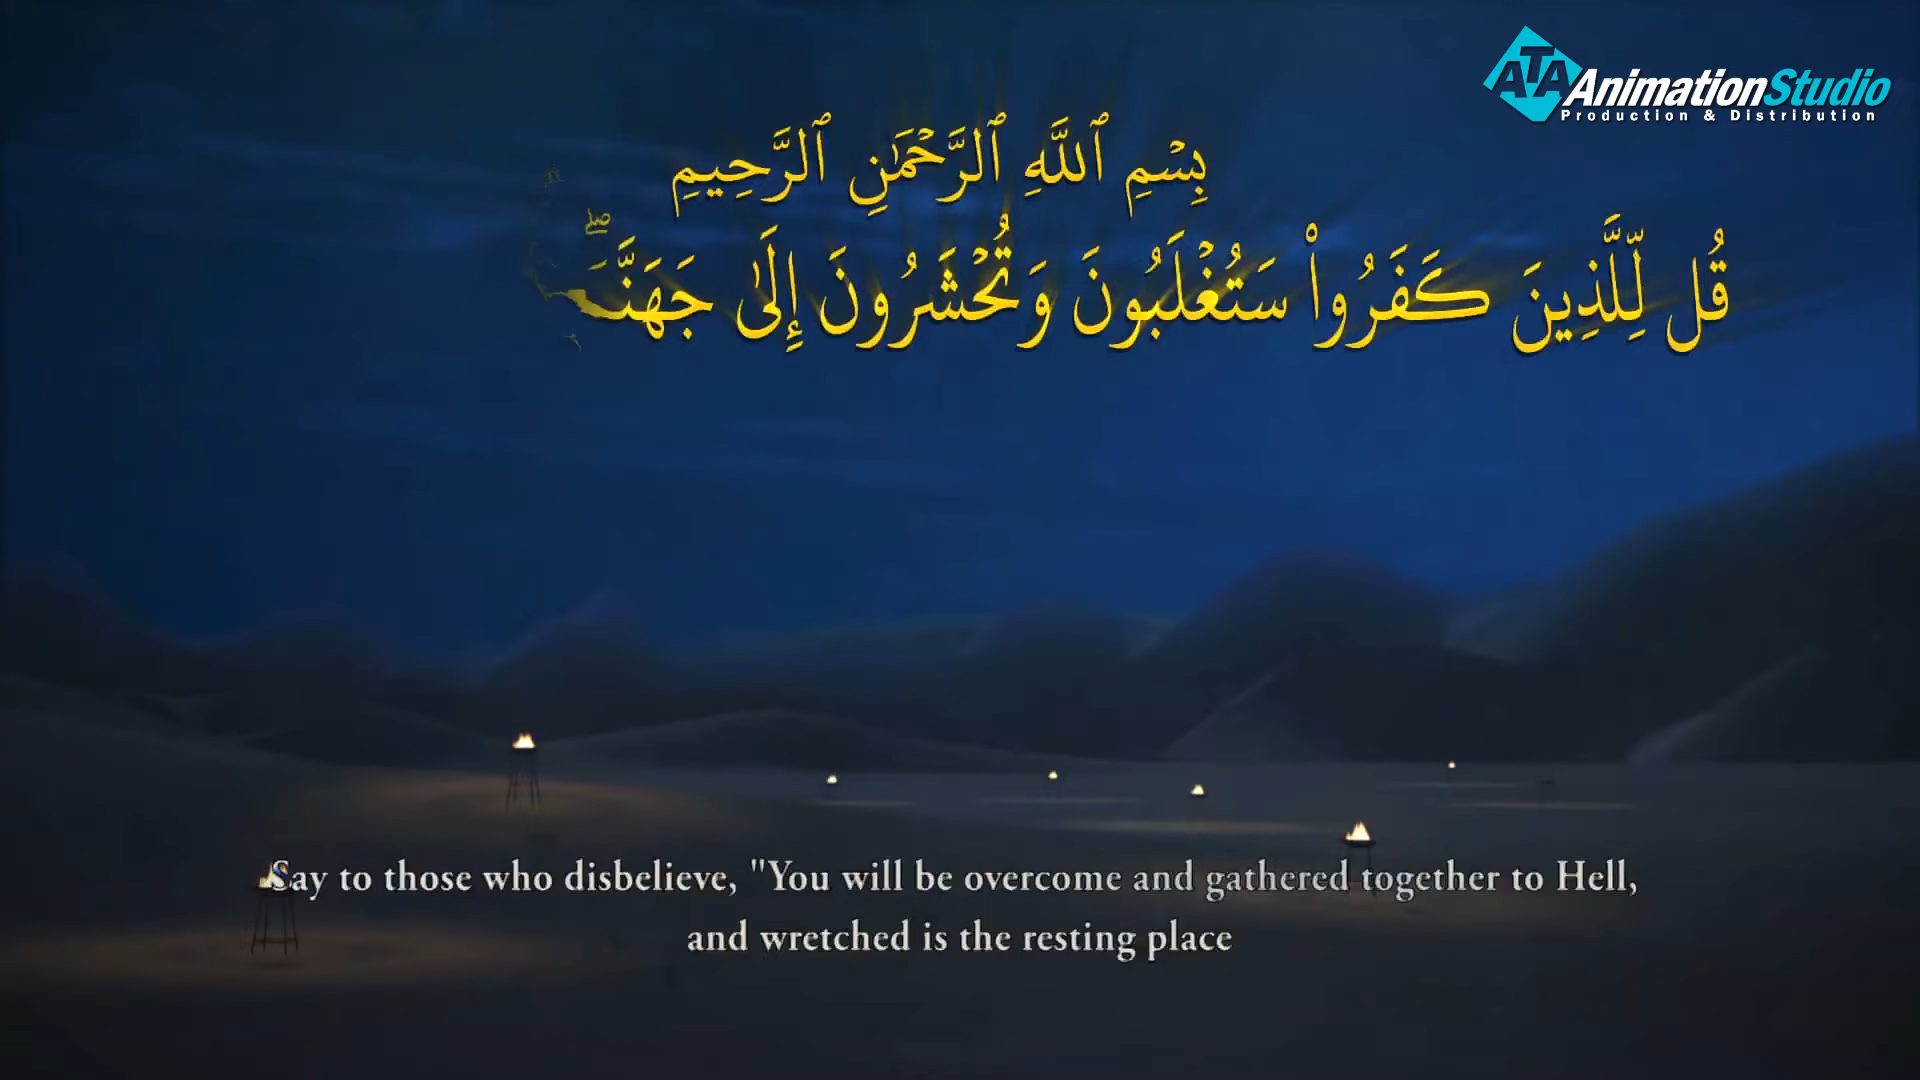 ATA AnimationStudio
Production & Distribution
بِسْمِ ٱللَّهِ ٱلرَّحْمَٰنِ ٱلرَّحِيمِ
قُل لِّلَّذِينَ كَفَرُوا۟ سَتُغْلَبُونَ وَتُحْشَرُونَ إِلَىٰ
Say to those who disbelieve, "You will be overcome and gathered together to Hell,
and wretched is the resting place